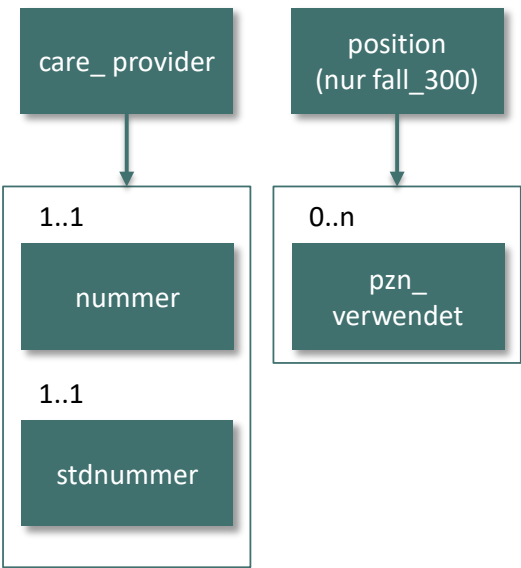 care_ provider
1..1
nummer
1..1
stdnummer
position
(nur fall_300)
0..n
pzn_
verwendet